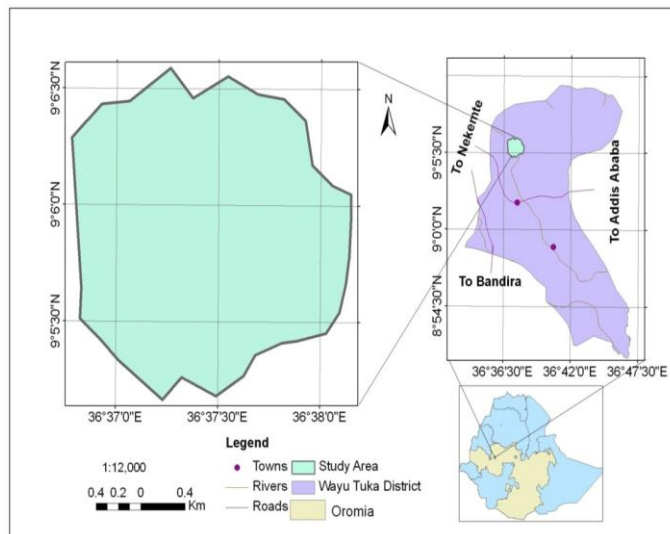 9°6'30"N
9°6'0"N
9°5'30"N
36°37'0"E
36°37'30"E
36°38'0"E
N
9°5'30"N
9°0'0"N
8°54'30"N
36°36'30"E
36°42'0"E
36°47'30"E
To Nekemte
To Addis Ababa
To Bandira
Legend
1:12,000
0.4 0.2 0 0.4
Km
Towns
Study Area
Rivers
Wayu Tuka District
Roads
Oromia